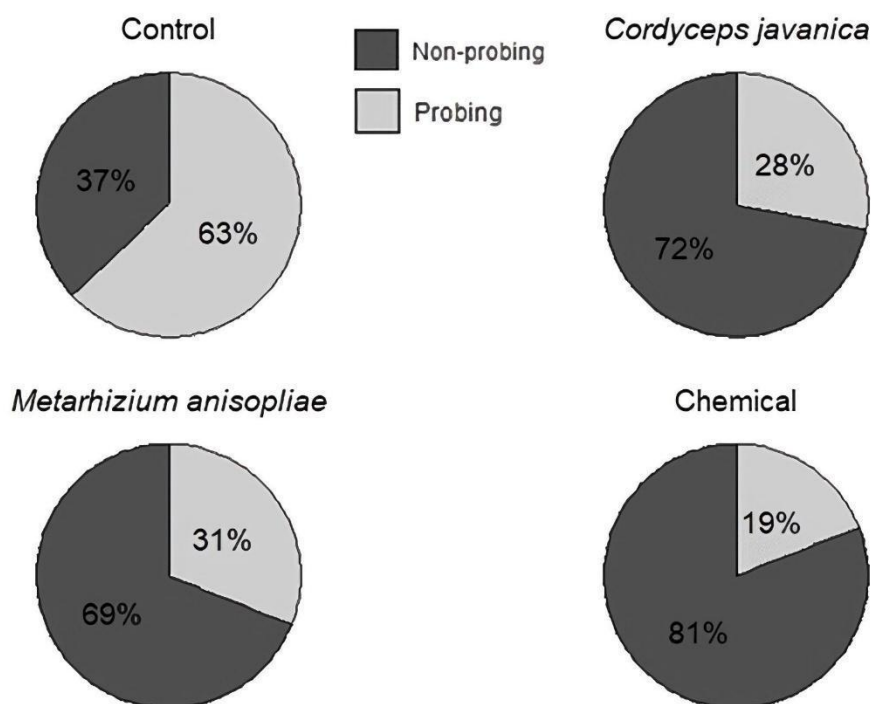 Control
Non-probing
Probing
Cordyceps javanica
37%
63%
28%
72%
Metarhizium anisopliae
Chemical
31%
69%
19%
81%